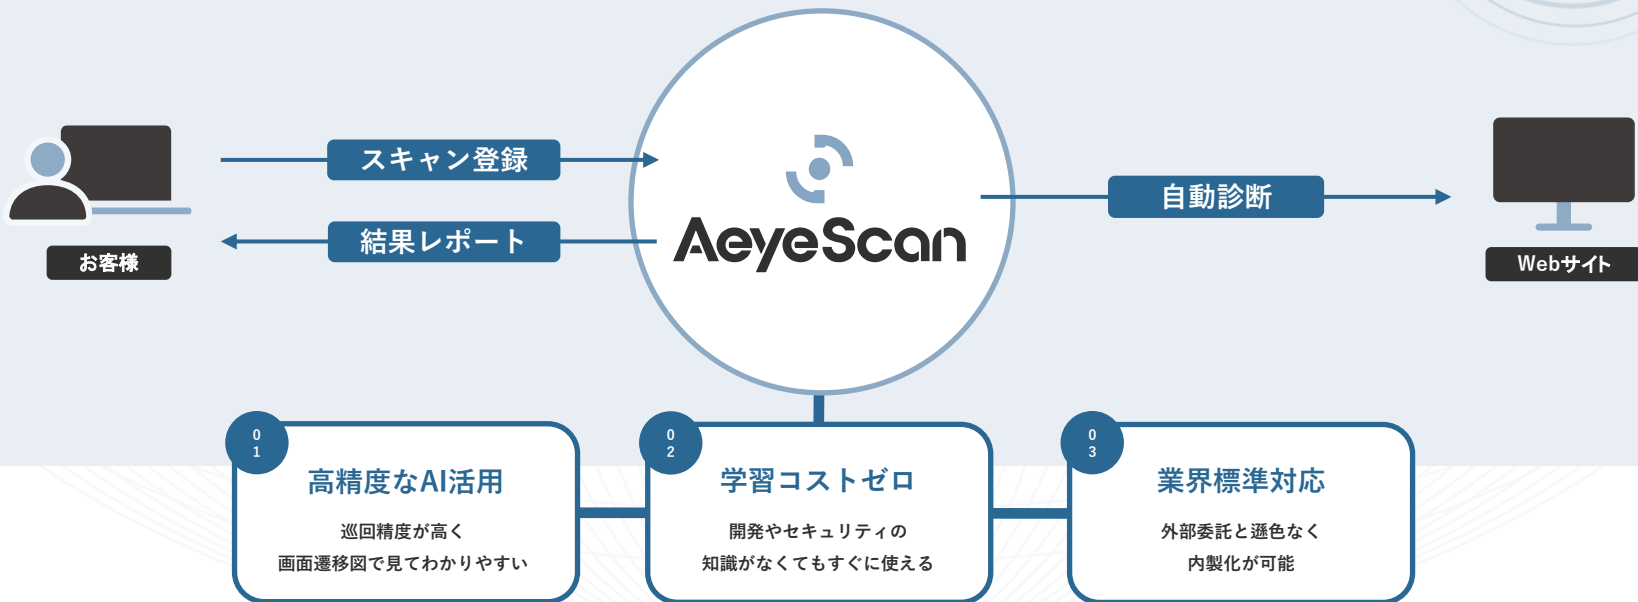 スキャン登録
結果レポート
お客様
AeyeScan
自動診断
Webサイト
01
高精度なAI活用
巡回精度が高く
画面遷移図で見てわかりやすい
02
学習コストゼロ
開発やセキュリティの
知識がなくてもすぐに使える
03
業界標準対応
外部委託と遜色なく
内製化が可能